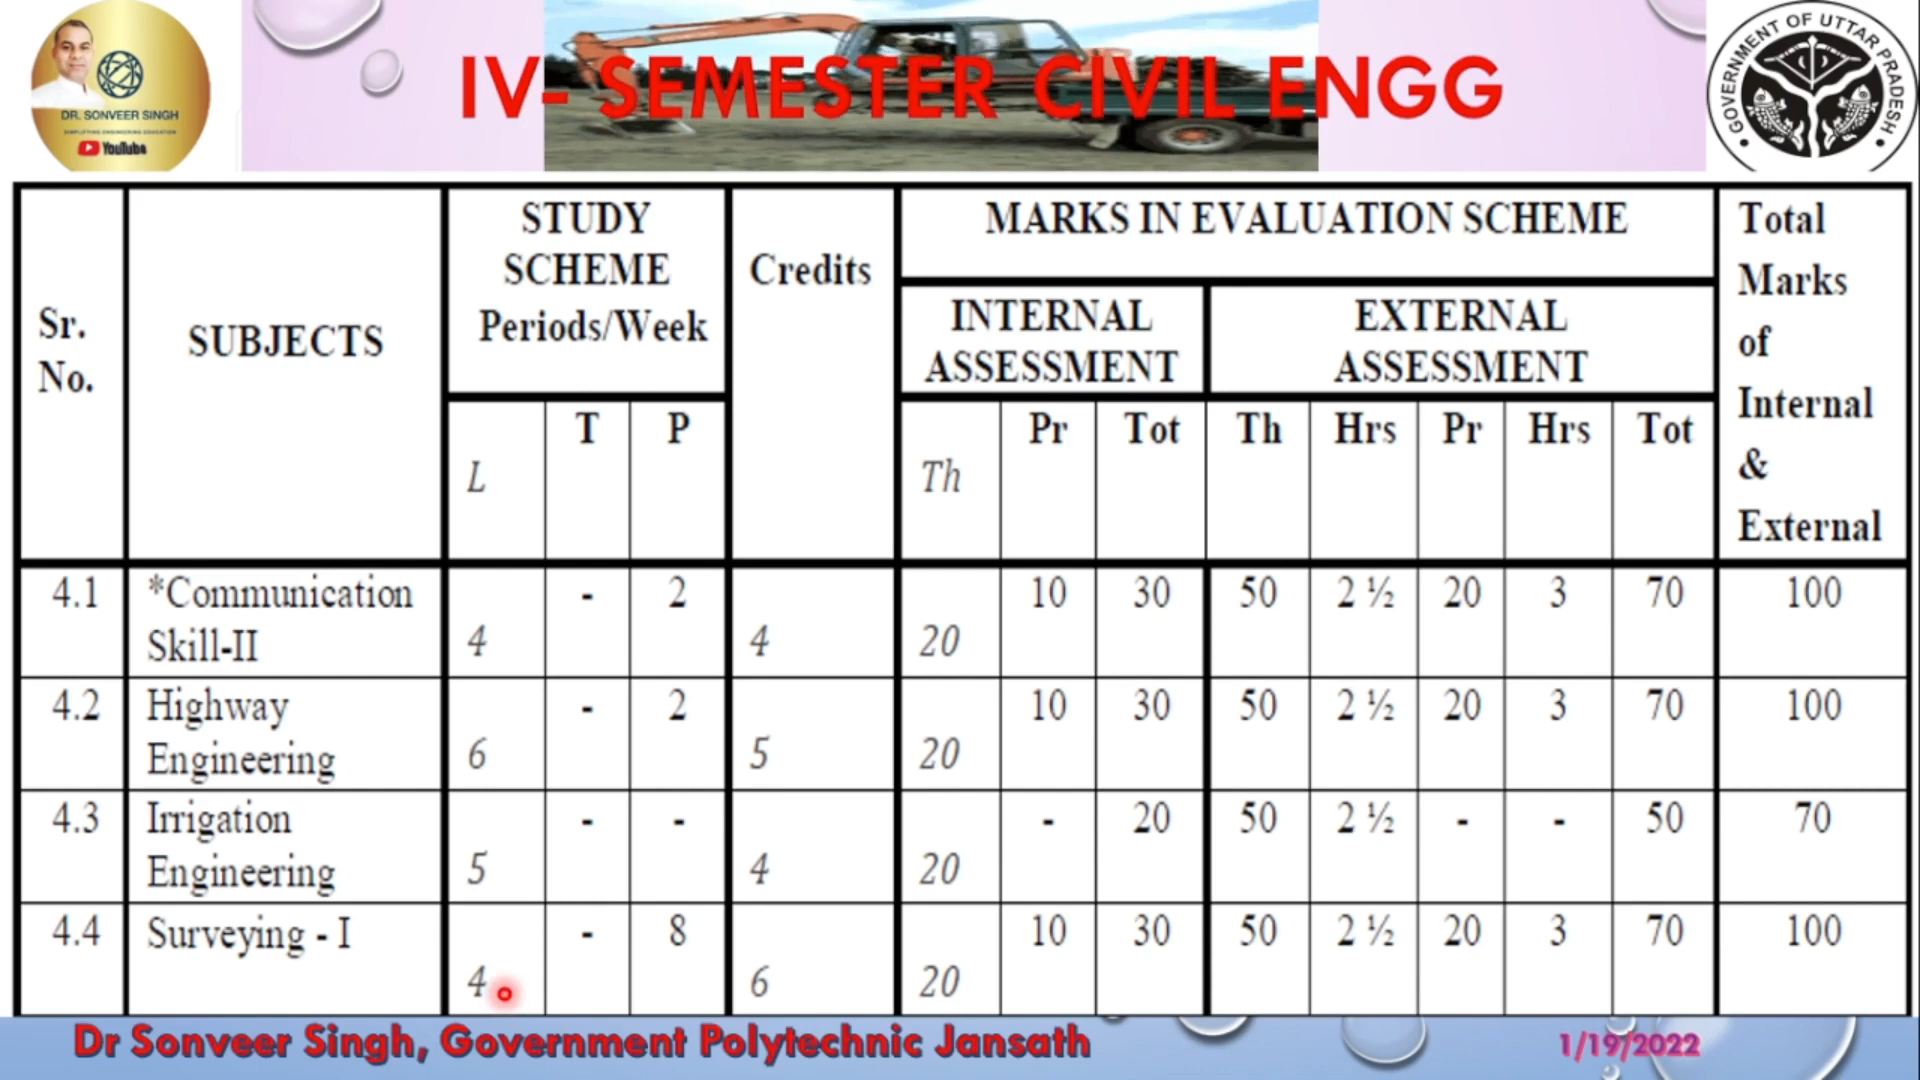 DR. SONVEER SINGH
SIMPLIFYING ENGINEERING EDUCATION
YouTube
IV- SEMESTER CIVIL ENGG
GOVERNMENT OF UTTAR PRADESH
Sr. No.
SUBJECTS
STUDY SCHEME Periods/Week
Credits
MARKS IN EVALUATION SCHEME
Total Marks of Internal & External
INTERNAL ASSESSMENT
EXTERNAL ASSESSMENT
L T P Th Pr Tot Th Hrs Pr Hrs Tot
4.1 *Communication Skill-II 4 - 2 4 20 10 30 50 2 ½ 20 3 70 100
4.2 Highway Engineering 6 - 2 5 20 10 30 50 2 ½ 20 3 70 100
4.3 Irrigation Engineering 5 - - 4 20 - 20 50 2 ½ - - 50 70
4.4 Surveying - I 4 - 8 6 20 10 30 50 2 ½ 20 3 70 100
Dr Sonveer Singh, Government Polytechnic Jansath
1/19/2022